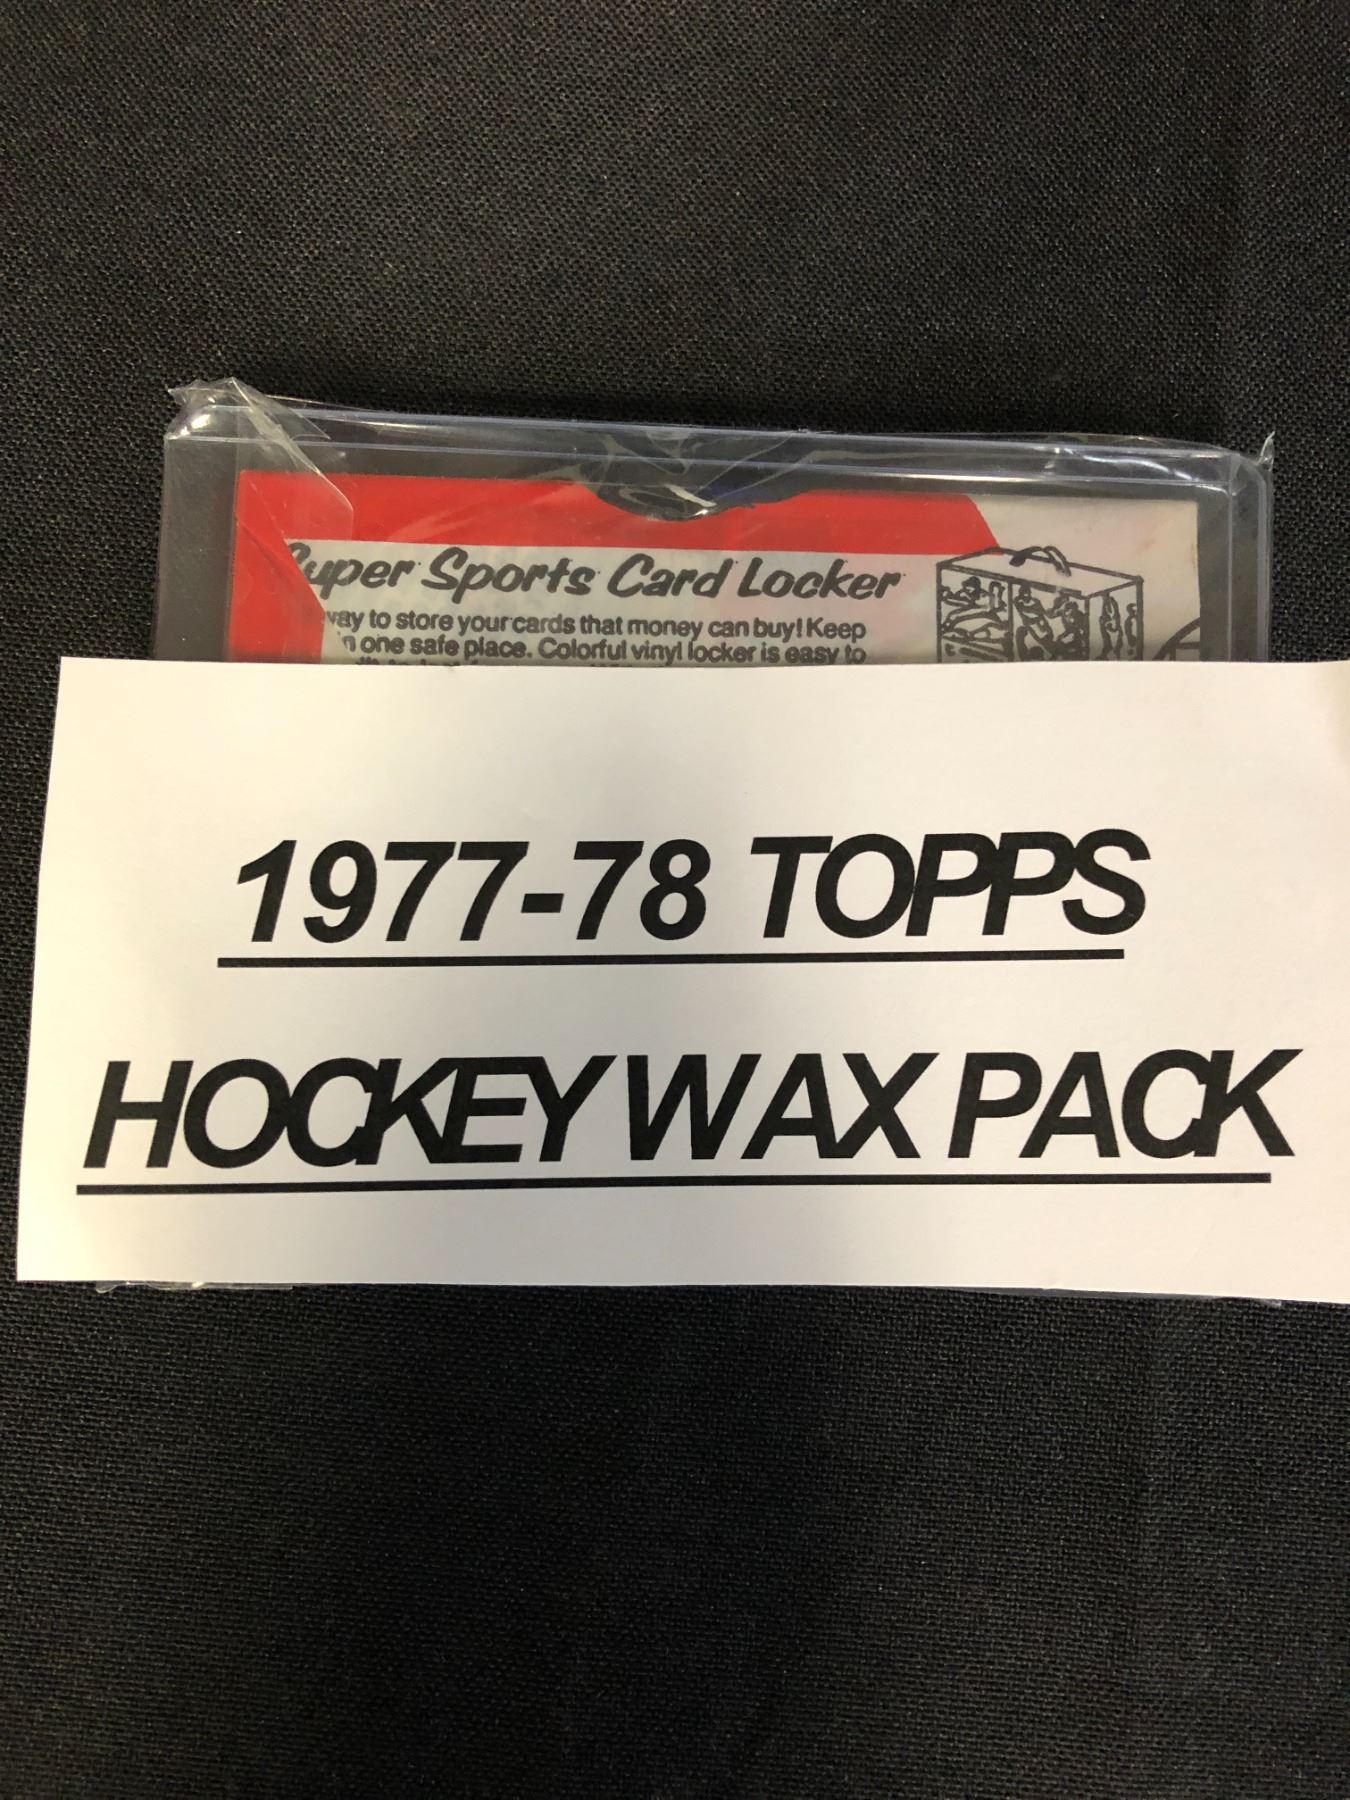 Super Sports Card Locker
way to store your cards that money can buy! Keep
in one safe place. Colorful vinyl locker is easy to
1977-78 TOPPS
HOCKEY WAX PACK